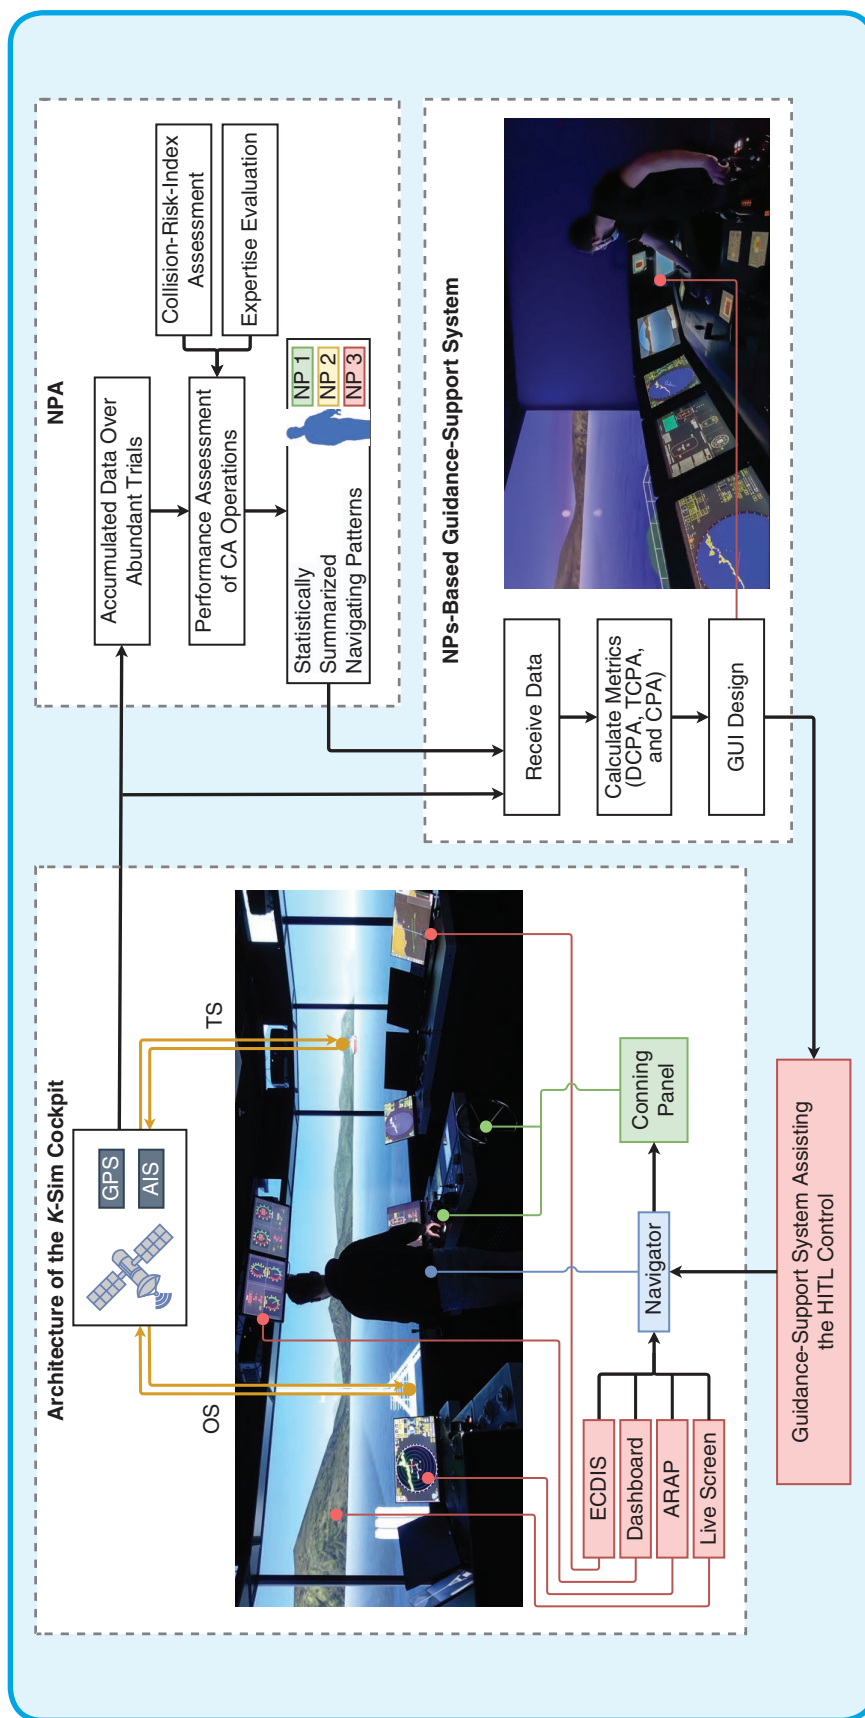 Architecture of the K-Sim Cockpit
GPS
AIS
OS
TS
ECDIS
Dashboard
ARAP
Live Screen
Navigator
Conning
Panel
Guidance-Support System Assisting
the HITL Control
NPA
Accumulated Data Over
Abundant Trials
Collision-Risk-Index
Assessment
Expertise Evaluation
Performance Assessment
of CA Operations
Statistically
Summarized
Navigating Patterns
NP 1
NP 2
NP 3
NPs-Based Guidance-Support System
Receive Data
Calculate Metrics
(DCPA, TCPA,
and CPA)
GUI Design